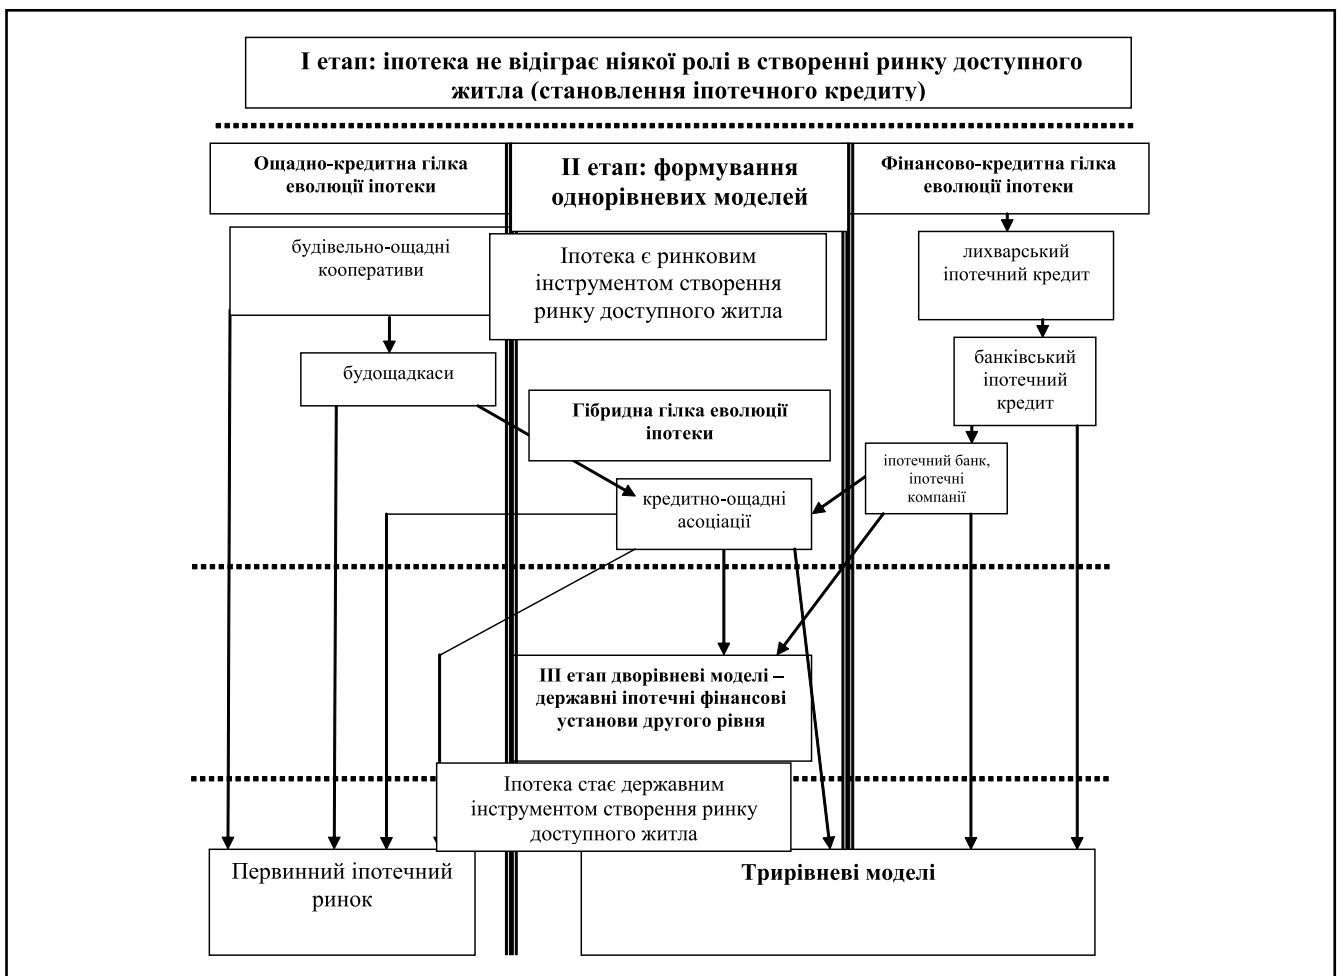 І етап: іпотека не відіграє ніякої ролі в створенні ринку доступного
житла (становлення іпотечного кредиту)
Ощадно-кредитна гілка
еволюції іпотеки
ІІ етап: формування
однорівневих моделей
Фінансово-кредитна гілка
еволюції іпотеки
будівельно-ощадні
кооперативи
Іпотека є ринковим
інструментом створення
ринку доступного житла
лихварський
іпотечний кредит
будощадкаси
банківський
іпотечний
кредит
Гібридна гілка еволюції
іпотеки
іпотечний банк,
іпотечні
компанії
кредитно-ощадні
асоціації
ІІІ етап дворівневі моделі –
державні іпотечні фінансові
установи другого рівня
Іпотека стає державним
інструментом створення ринку
доступного житла
Первинний іпотечний
ринок
Трирівневі моделі